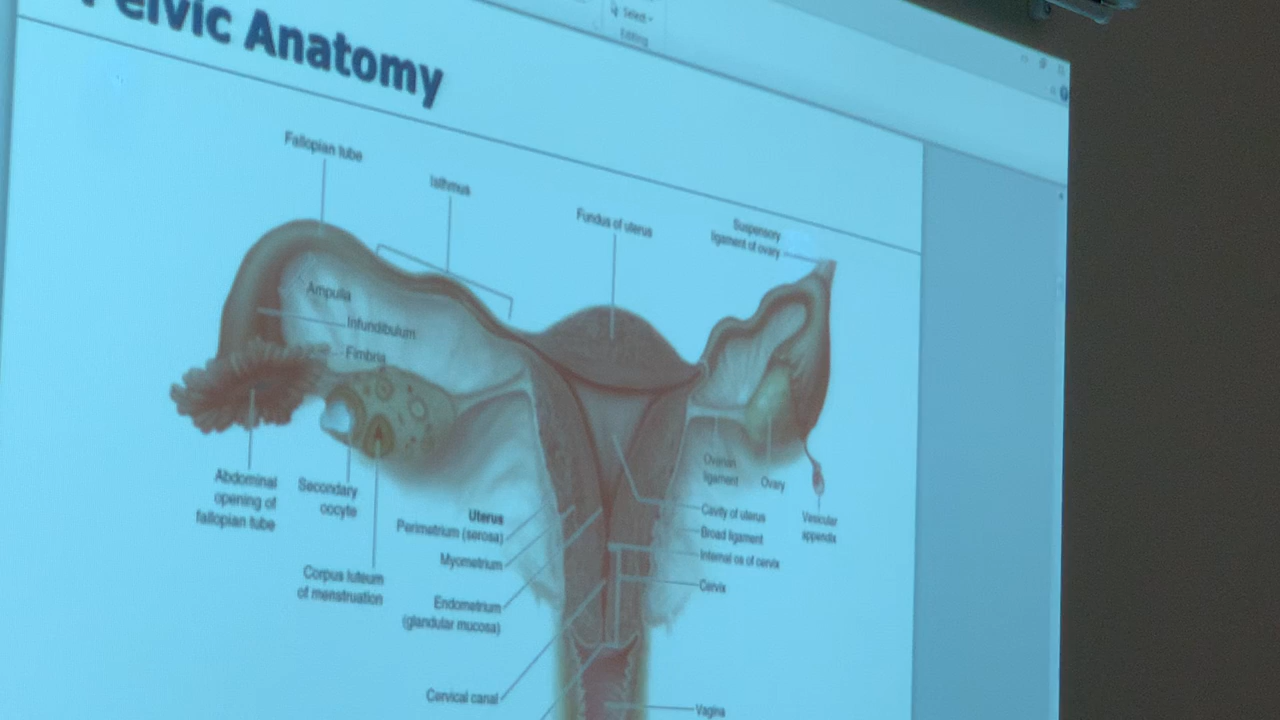 Pelvic Anatomy
Select
Editing
Fallopian tube
Isthmus
Fundus of uterus
Suspensory
ligament of ovary
Ampulla
Infundibulum
Fimbria
Abdominal
opening of
fallopian tube
Secondary
oocyte
Corpus luteum
of menstruation
Uterus
Perimetrium (serosa)
Myometrium
Endometrium
(glandular mucosa)
Cervical canal
Ovarian
ligament
Ovary
Vesicular
appendix
Cavity of uterus
Broad ligament
Internal os of cervix
Cervix
Vagina